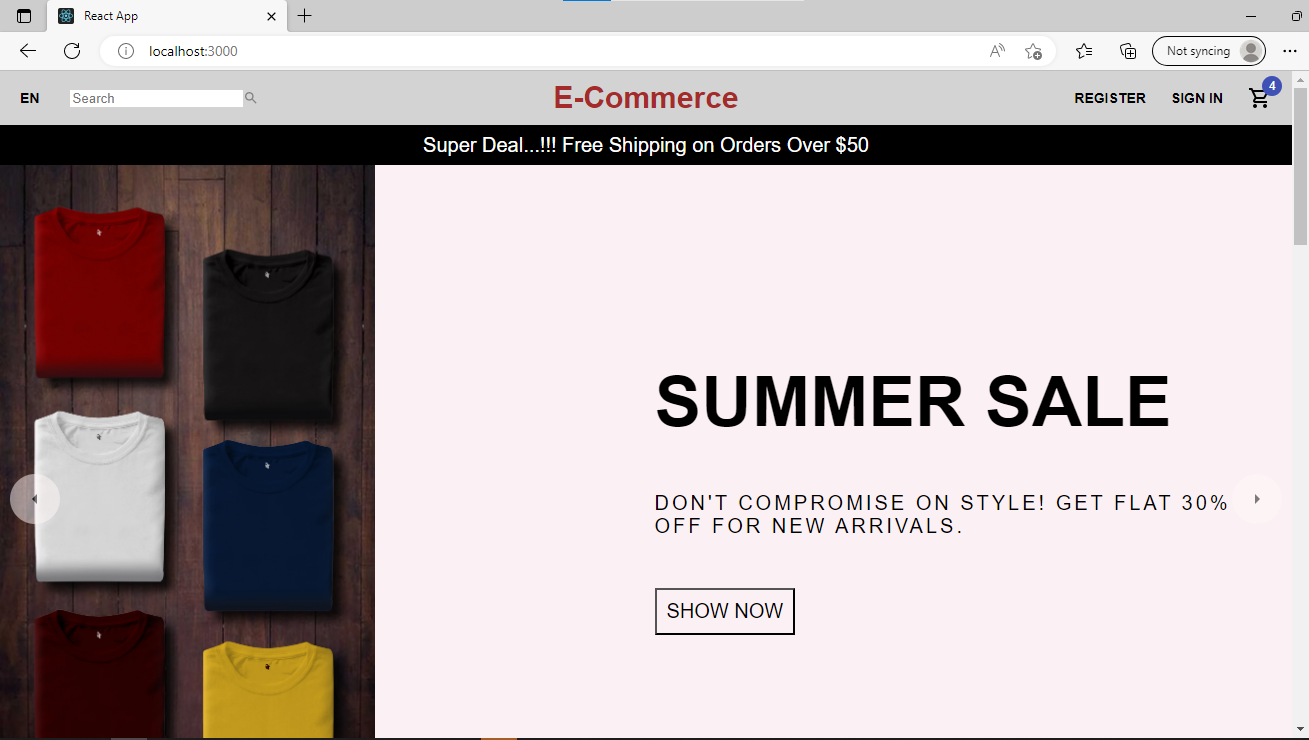 React App
localhost:3000
Not syncing
EN
Search
E-Commerce
REGISTER
SIGN IN
4
Super Deal...!!! Free Shipping on Orders Over $50
SUMMER SALE
DON'T COMPROMISE ON STYLE! GET FLAT 30%
OFF FOR NEW ARRIVALS.
SHOW NOW